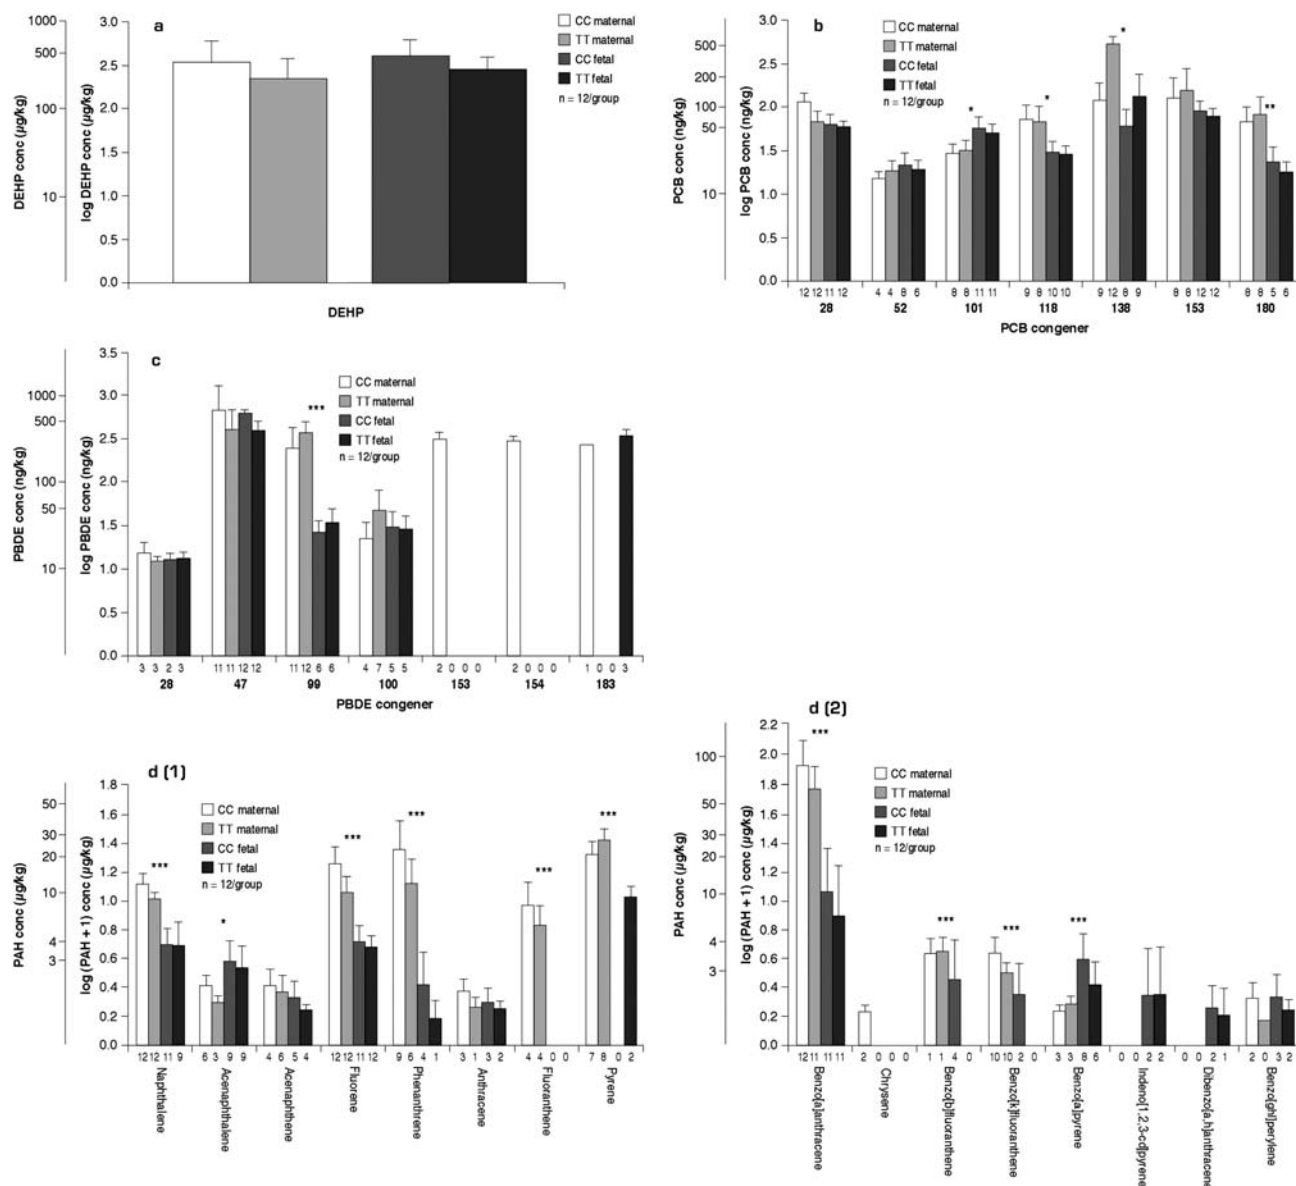 a
DEHP conc (µg/kg)
log DEHP conc (µg/kg)
1000
500
100
10
3.0
2.5
2.0
1.5
1.0
0.5
0.0
CC maternal
TT maternal
CC fetal
TT fetal
n = 12/group
DEHP
b
PCB conc (ng/kg)
log PCB conc (ng/kg)
500
200
100
50
10
3.0
2.5
2.0
1.5
1.0
0.5
0.0
CC maternal
TT maternal
CC fetal
TT fetal
n = 12/group
* * * **
12 12 11 12 4 4 8 6 8 8 11 11 9 8 10 10 9 12 8 9 8 8 12 12 8 8 5 6
28 52 101 118 138 153 180
PCB congener
c
PBDE conc (ng/kg)
log PBDE conc (ng/kg)
1000
500
100
50
10
3.5
3.0
2.5
2.0
1.5
1.0
0.5
0.0
CC maternal
TT maternal
CC fetal
TT fetal
n = 12/group
***
3 3 2 3 11 11 12 12 11 12 6 6 4 7 5 5 2 0 0 0 2 0 0 0 1 0 0 3
28 47 99 100 153 154 183
PBDE congener
d (1)
PAH conc (µg/kg)
log (PAH + 1) conc (µg/kg)
50
30
20
10
4
3
1.8
1.6
1.4
1.2
1.0
0.8
0.6
0.4
0.2
0.0
CC maternal
TT maternal
CC fetal
TT fetal
n = 12/group
*** * *** *** *** ***
12 12 11 9 6 3 9 9 4 6 5 4 12 12 11 12 9 6 4 1 3 1 3 2 4 4 0 0 7 8 0 2
Naphthalene
Acenaphthalene
Acenaphthene
Fluorene
Phenanthrene
Anthracene
Fluoranthene
Pyrene
d (2)
PAH conc (µg/kg)
log (PAH + 1) conc (µg/kg)
100
50
30
20
10
4
3
2.2
2.0
1.8
1.6
1.4
1.2
1.0
0.8
0.6
0.4
0.2
0.0
CC maternal
TT maternal
CC fetal
TT fetal
n = 12/group
*** *** *** ***
12 11 11 11 2 0 0 0 1 1 4 0 10 10 2 0 3 3 8 6 0 0 2 2 0 0 2 1 2 0 3 2
Benzo[a]anthracene
Chrysene
Benzo[b]fluoranthene
Benzo[k]fluoranthene
Benzo[a]pyrene
Indeno[1,2,3-cd]pyrene
Dibenzo[a,h]anthracene
Benzo[ghl]perylene